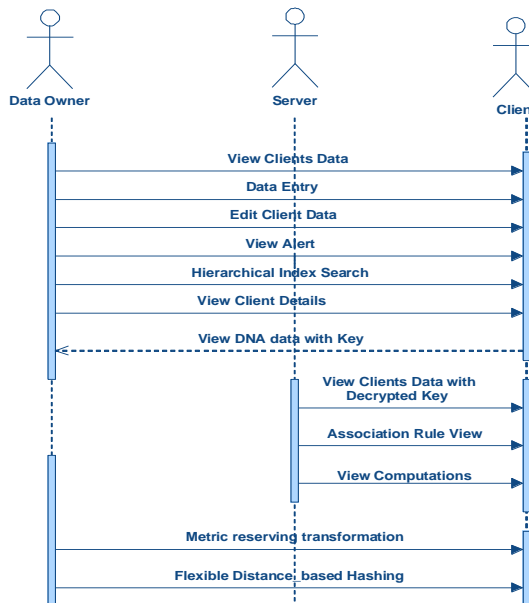 Data Owner
Server
Client
View Clients Data
Data Entry
Edit Client Data
View Alert
Hierarchical Index Search
View Client Details
View DNA data with Key
View Clients Data with
Decrypted Key
Association Rule View
View Computations
Metric reserving transformation
Flexible Distance_based Hashing